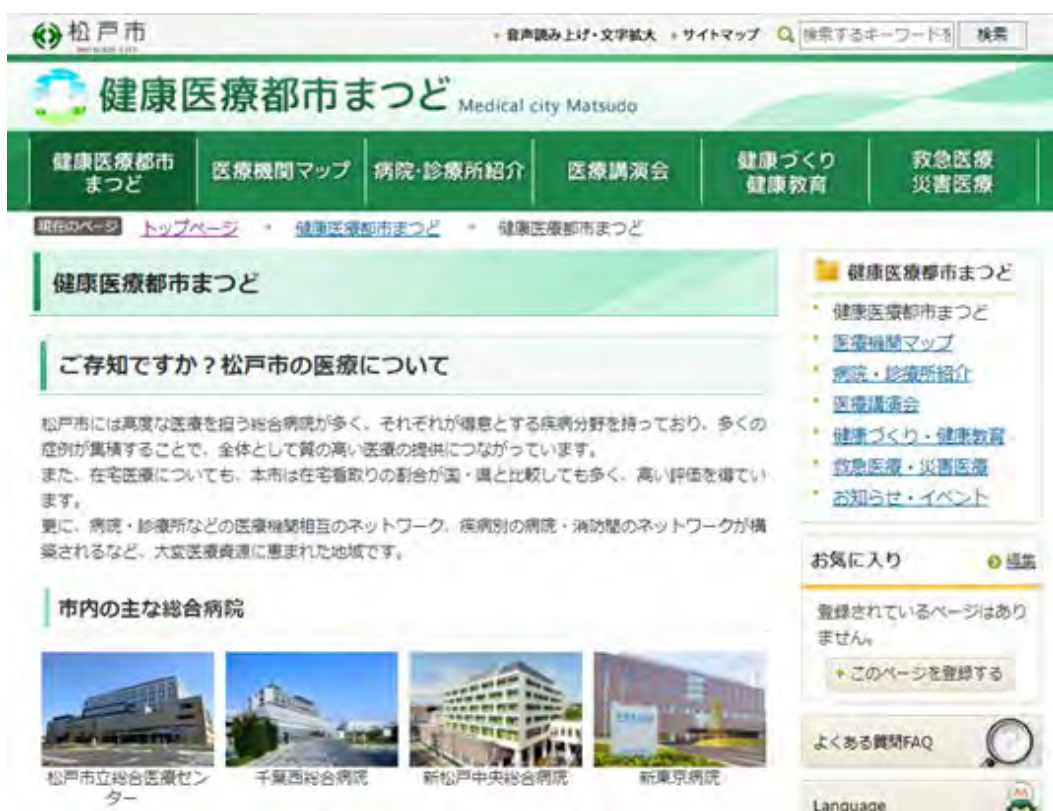 松戸市
MATSUDO CITY
音声読み上げ・文字拡大 サイトマップ 検索するキーワードを 検索
健康医療都市まつど Medical city Matsudo
健康医療都市
まつど
医療機関マップ
病院・診療所紹介
医療講演会
健康づくり
健康教育
救急医療
災害医療
現在のページ トップページ 健康医療都市まつど 健康医療都市まつど
健康医療都市まつど
ご存知ですか？松戸市の医療について
松戸市には高度な医療を担う総合病院が多く、それぞれが得意とする疾病分野を持っており、多くの
症例が集積することで、全体として質の高い医療の提供につながっています。
また、在宅医療についても、本市は在宅看取りの割合が国・県と比較しても多く、高い評価を得てい
ます。
更に、病院・診療所などの医療機関相互のネットワーク、疾病別の病院・消防間のネットワークが構
築されるなど、大変医療資源に恵まれた地域です。
市内の主な総合病院
松戸市立総合医療セン
ター
千葉西総合病院
新松戸中央総合病院
新東京病院
健康医療都市まつど
健康医療都市まつど
医療機関マップ
病院・診療所紹介
医療講演会
健康づくり・健康教育
救急医療・災害医療
お知らせ・イベント
お気に入り 編集
登録されているページはあり
ません。
このページを登録する
よくある質問FAQ
Language